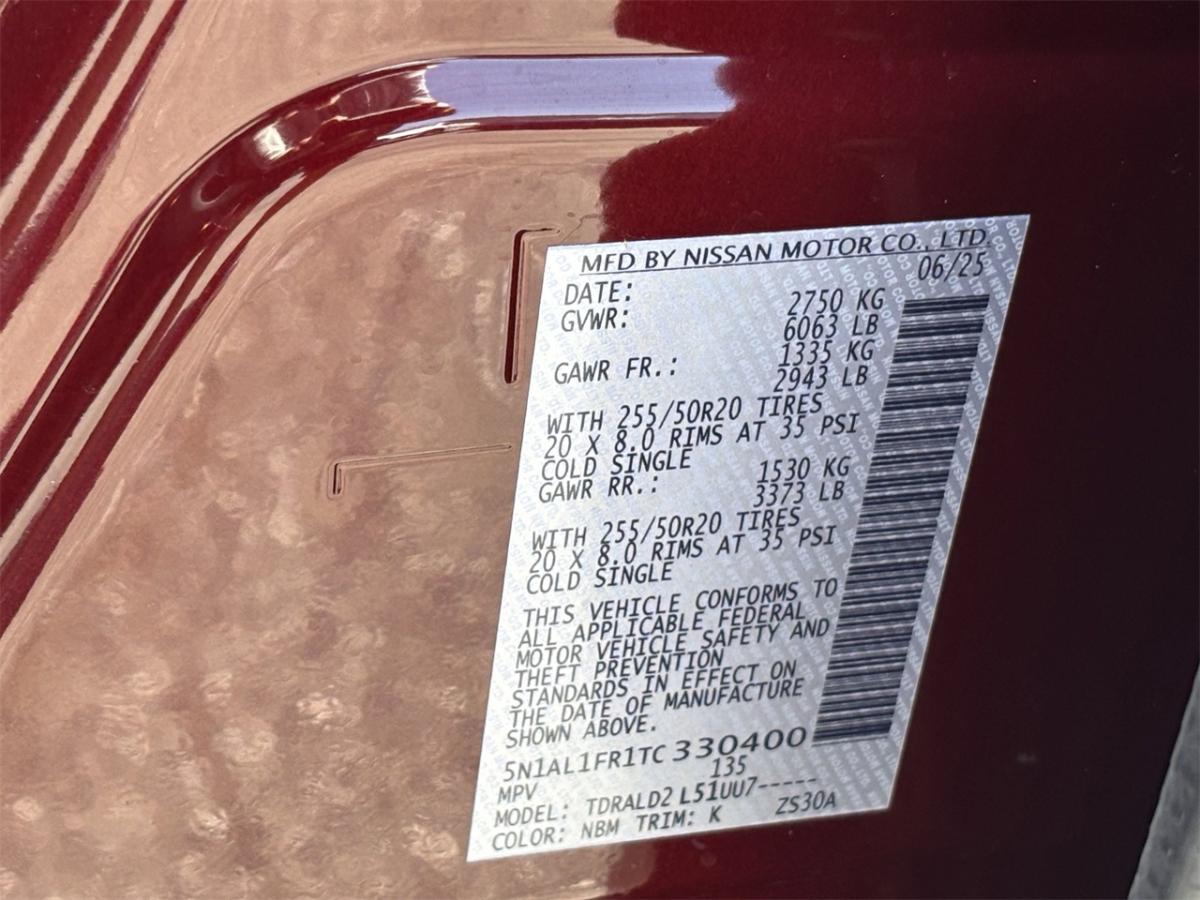 MFD BY NISSAN MOTOR CO., LTD.
DATE: 06/25
GVWR: 2750 KG
6063 LB
GAWR FR.: 1335 KG
2943 LB
WITH 255/50R20 TIRES
20 X 8.0 RIMS AT 35 PSI
COLD SINGLE
GAWR RR.: 1530 KG
3373 LB
WITH 255/50R20 TIRES
20 X 8.0 RIMS AT 35 PSI
COLD SINGLE
THIS VEHICLE CONFORMS TO
ALL APPLICABLE FEDERAL
MOTOR VEHICLE SAFETY AND
THEFT PREVENTION
STANDARDS IN EFFECT ON
THE DATE OF MANUFACTURE
SHOWN ABOVE.
5N1AL1FR1TC 330400
MPV 135
MODEL: TDRALD2 L51UU7-----
COLOR: NBM TRIM: K ZS30A